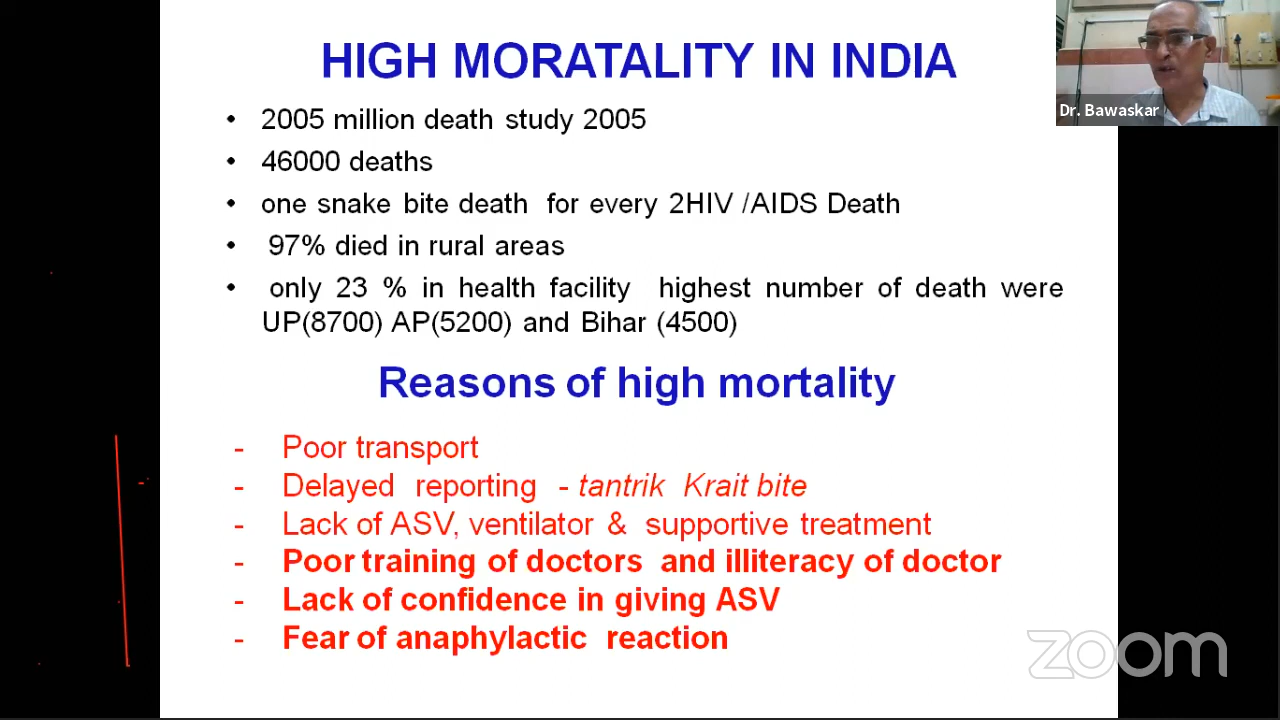 HIGH MORATALITY IN INDIA
Dr. Bawaskar
• 2005 million death study 2005
• 46000 deaths
• one snake bite death for every 2HIV /AIDS Death
• 97% died in rural areas
• only 23 % in health facility highest number of death were
UP(8700) AP(5200) and Bihar (4500)
Reasons of high mortality
- Poor transport
- Delayed reporting - tantrik Krait bite
- Lack of ASV, ventilator & supportive treatment
- Poor training of doctors and illiteracy of doctor
- Lack of confidence in giving ASV
- Fear of anaphylactic reaction
zoom